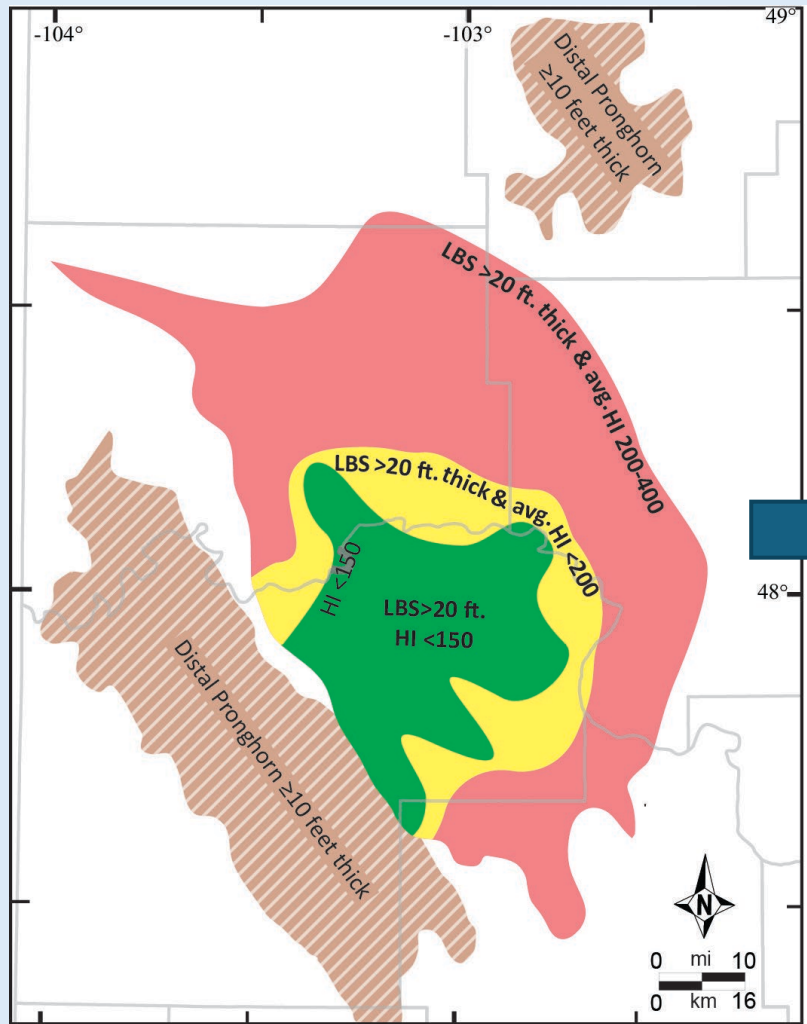 -104°
-103°
49°
Distal Pronghorn
≥10 feet thick
LBS >20 ft. thick & avg. HI 200-400
LBS >20 ft. thick & avg. HI <200
HI <150
LBS>20 ft.
HI <150
48°
Distal Pronghorn ≥10 feet thick
N
0 mi 10
0 km 16